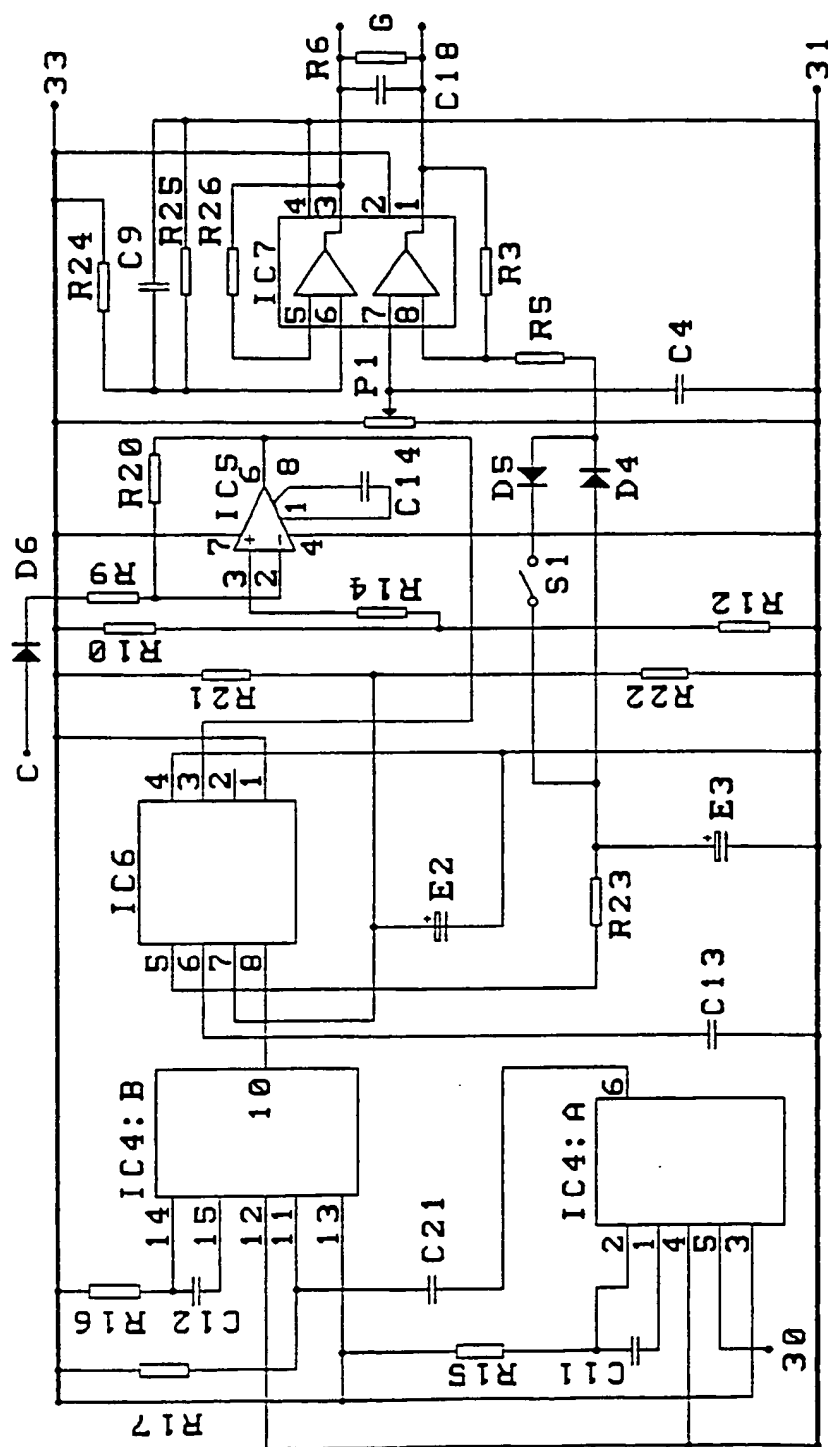 33
31
R6
G
C18
R24
C9
R25
R26
IC7
4
3
2
1
5
6
7
8
R3
R5
P1
C4
R20
IC5
6
8
1
7
4
3
2
C14
D5
D4
S1
D6
C
R9
R10
R14
R12
R21
R22
IC6
4
3
2
1
5
6
7
8
E2
E3
R23
C13
IC4:B
10
14
15
12
11
13
IC4:A
6
2
1
4
5
3
C21
R16
C12
R17
R15
C11
30
+
-
+
+